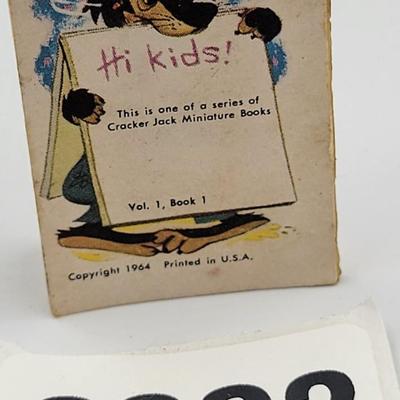 Hi kids!
This is one of a series of
Cracker Jack Miniature Books
Vol. 1, Book 1
Copyright 1964 Printed in U.S.A.